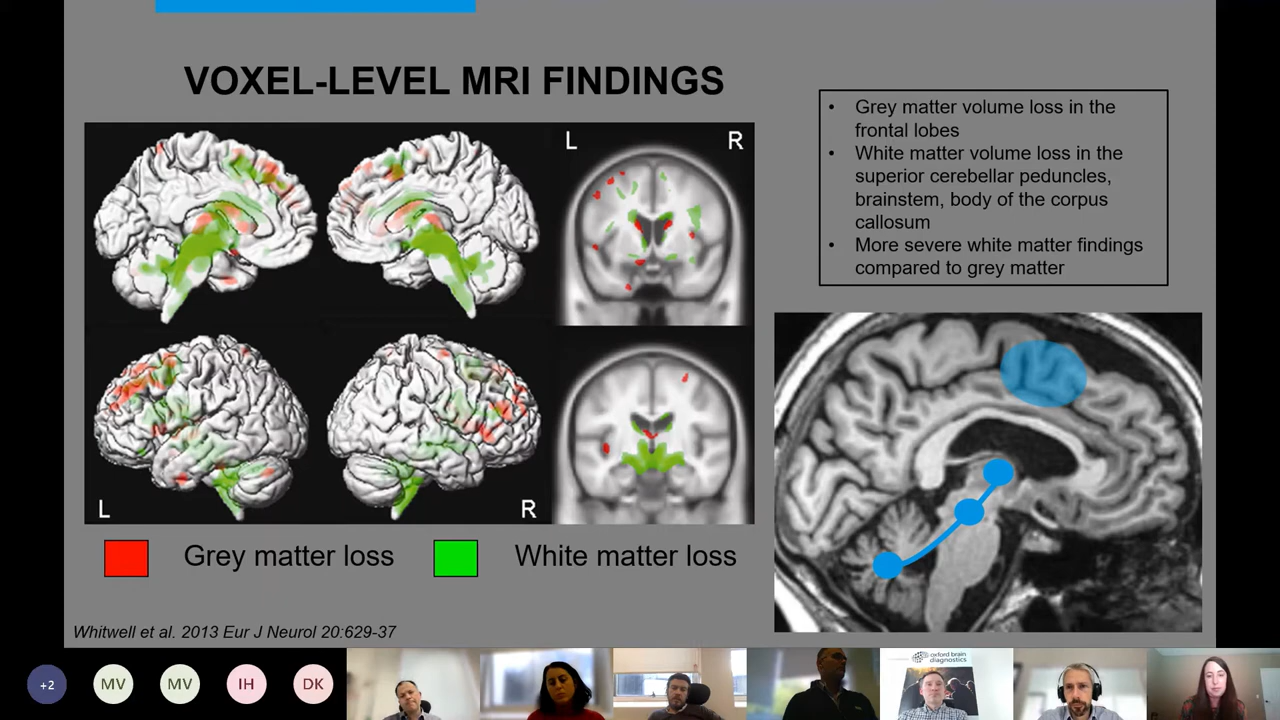 VOXEL-LEVEL MRI FINDINGS
L
R
L
R
Grey matter loss
White matter loss
Whitwell et al. 2013 Eur J Neurol 20:629-37
• Grey matter volume loss in the
frontal lobes
• White matter volume loss in the
superior cerebellar peduncles,
brainstem, body of the corpus
callosum
• More severe white matter findings
compared to grey matter
+2
MV
MV
IH
DK
oxford brain
diagnostics